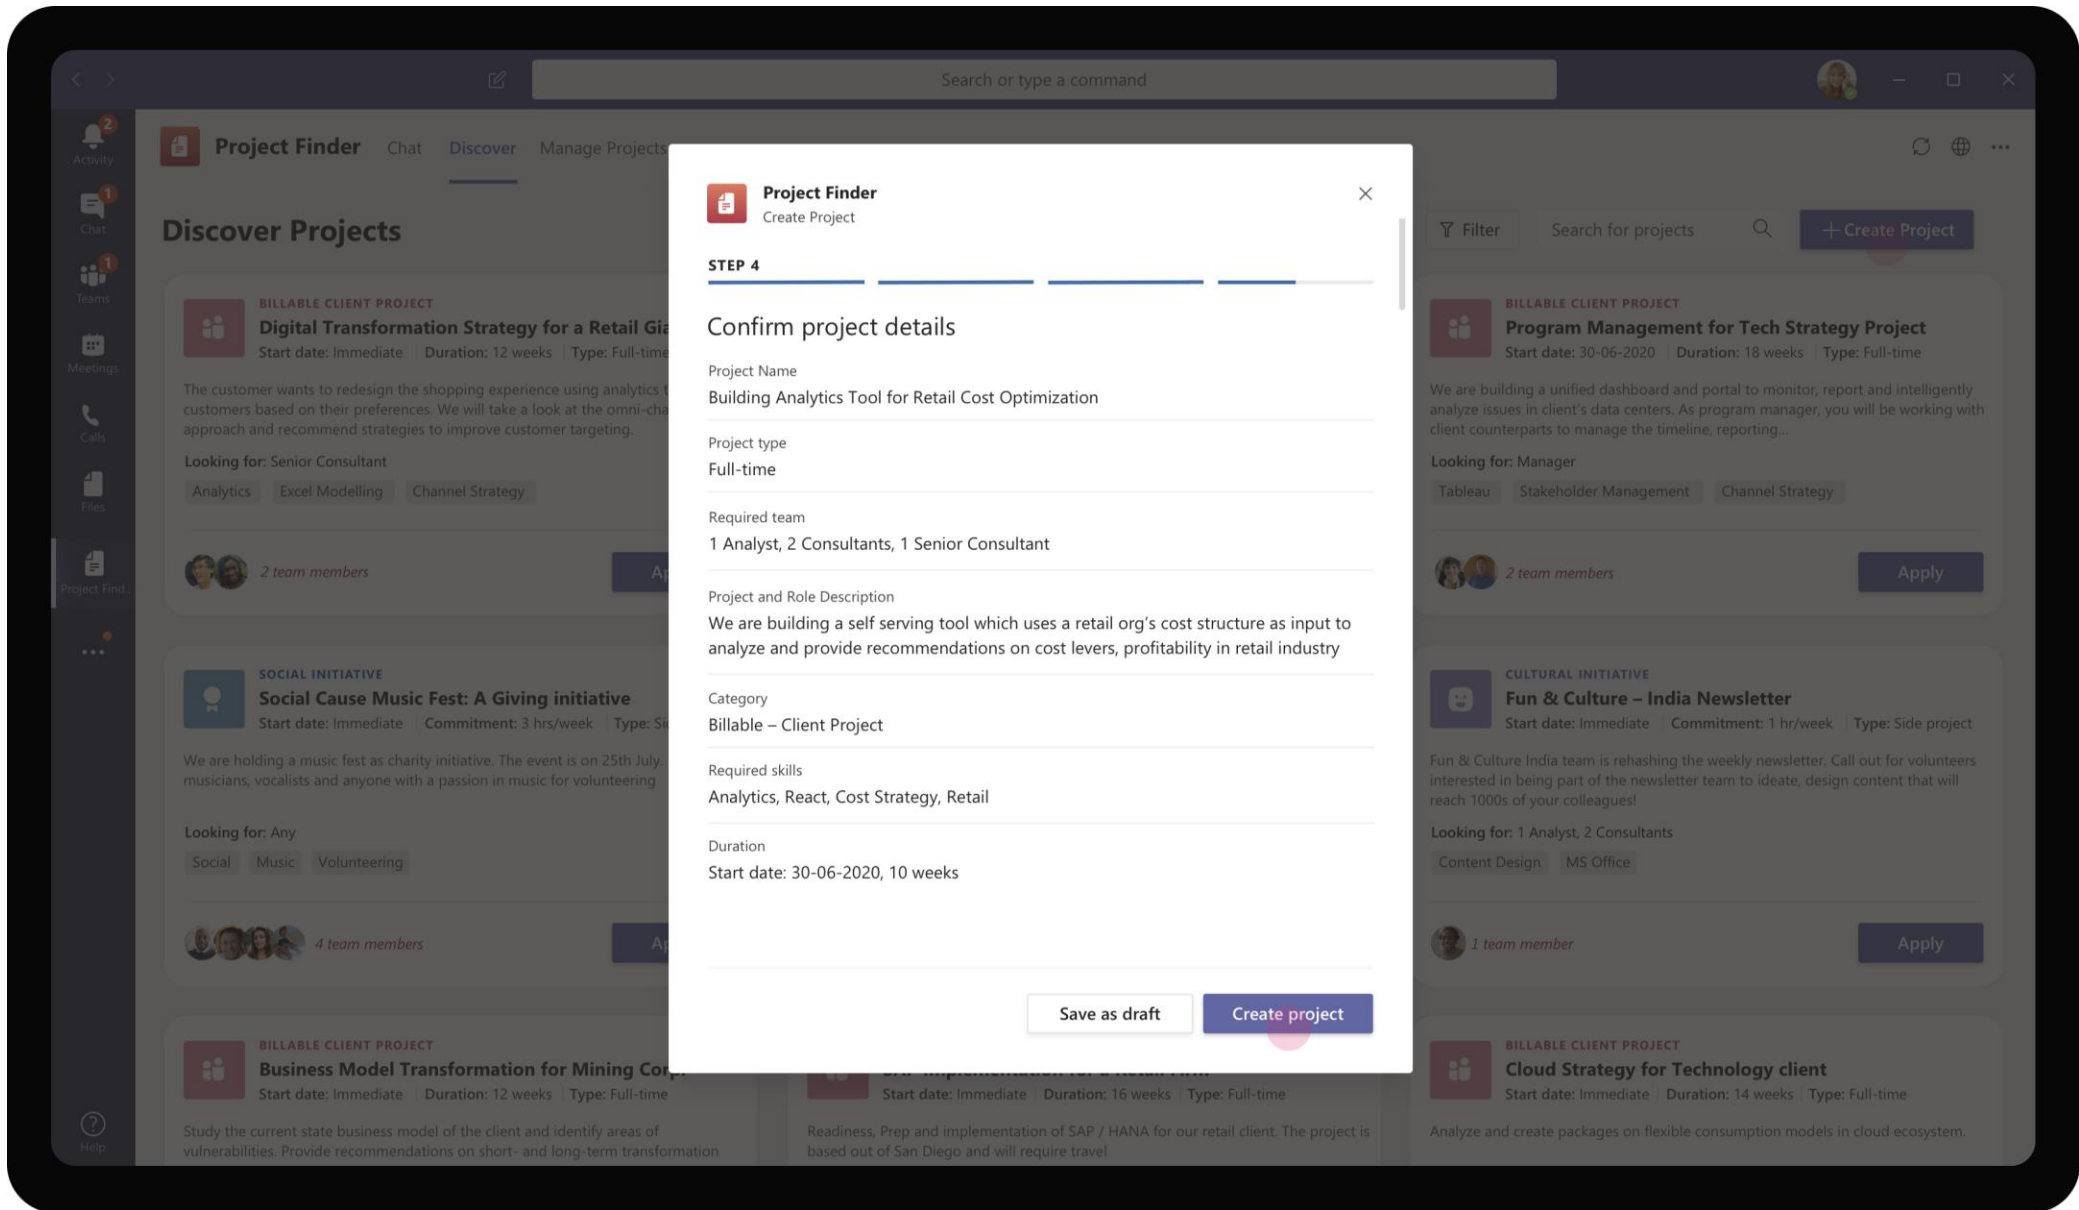 Search or type a command
2
Activity
1
Chat
1
Teams
Meetings
Calls
Files
Project Find..
Help
Project Finder
Chat
Discover
Manage Projects
Discover Projects
Filter
Search for projects
Create Project
BILLABLE CLIENT PROJECT
Digital Transformation Strategy for a Retail Gia
Start date: Immediate Duration: 12 weeks Type: Full-time
The customer wants to redesign the shopping experience using analytics t
customers based on their preferences. We will take a look at the omni-cha
approach and recommend strategies to improve customer targeting.
Looking for: Senior Consultant
Analytics Excel Modelling Channel Strategy
2 team members
Ap
BILLABLE CLIENT PROJECT
Program Management for Tech Strategy Project
Start date: 30-06-2020 Duration: 18 weeks Type: Full-time
We are building a unified dashboard and portal to monitor, report and intelligently
analyze issues in client's data centers. As program manager, you will be working with
client counterparts to manage the timeline, reporting...
Looking for: Manager
Tableau Stakeholder Management Channel Strategy
2 team members
Apply
SOCIAL INITIATIVE
Social Cause Music Fest: A Giving initiative
Start date: Immediate Commitment: 3 hrs/week Type: Si
We are holding a music fest as charity initiative. The event is on 25th July.
musicians, vocalists and anyone with a passion in music for volunteering
Looking for: Any
Social Music Volunteering
4 team members
Ap
CULTURAL INITIATIVE
Fun & Culture – India Newsletter
Start date: Immediate Commitment: 1 hr/week Type: Side project
Fun & Culture India team is rehashing the weekly newsletter. Call out for volunteers
interested in being part of the newsletter team to ideate, design content that will
reach 1000s of your colleagues!
Looking for: 1 Analyst, 2 Consultants
Content Design MS Office
1 team member
Apply
BILLABLE CLIENT PROJECT
Business Model Transformation for Mining Corp.
Start date: Immediate Duration: 12 weeks Type: Full-time
Study the current state business model of the client and identify areas of
vulnerabilities. Provide recommendations on short- and long-term transformation
Start date: Immediate Duration: 16 weeks Type: Full-time
Readiness, Prep and implementation of SAP / HANA for our retail client. The project is
based out of San Diego and will require travel
BILLABLE CLIENT PROJECT
Cloud Strategy for Technology client
Start date: Immediate Duration: 14 weeks Type: Full-time
Analyze and create packages on flexible consumption models in cloud ecosystem.
Project Finder
Create Project
STEP 4
Confirm project details
Project Name
Building Analytics Tool for Retail Cost Optimization
Project type
Full-time
Required team
1 Analyst, 2 Consultants, 1 Senior Consultant
Project and Role Description
We are building a self serving tool which uses a retail org's cost structure as input to
analyze and provide recommendations on cost levers, profitability in retail industry
Category
Billable – Client Project
Required skills
Analytics, React, Cost Strategy, Retail
Duration
Start date: 30-06-2020, 10 weeks
Save as draft
Create project